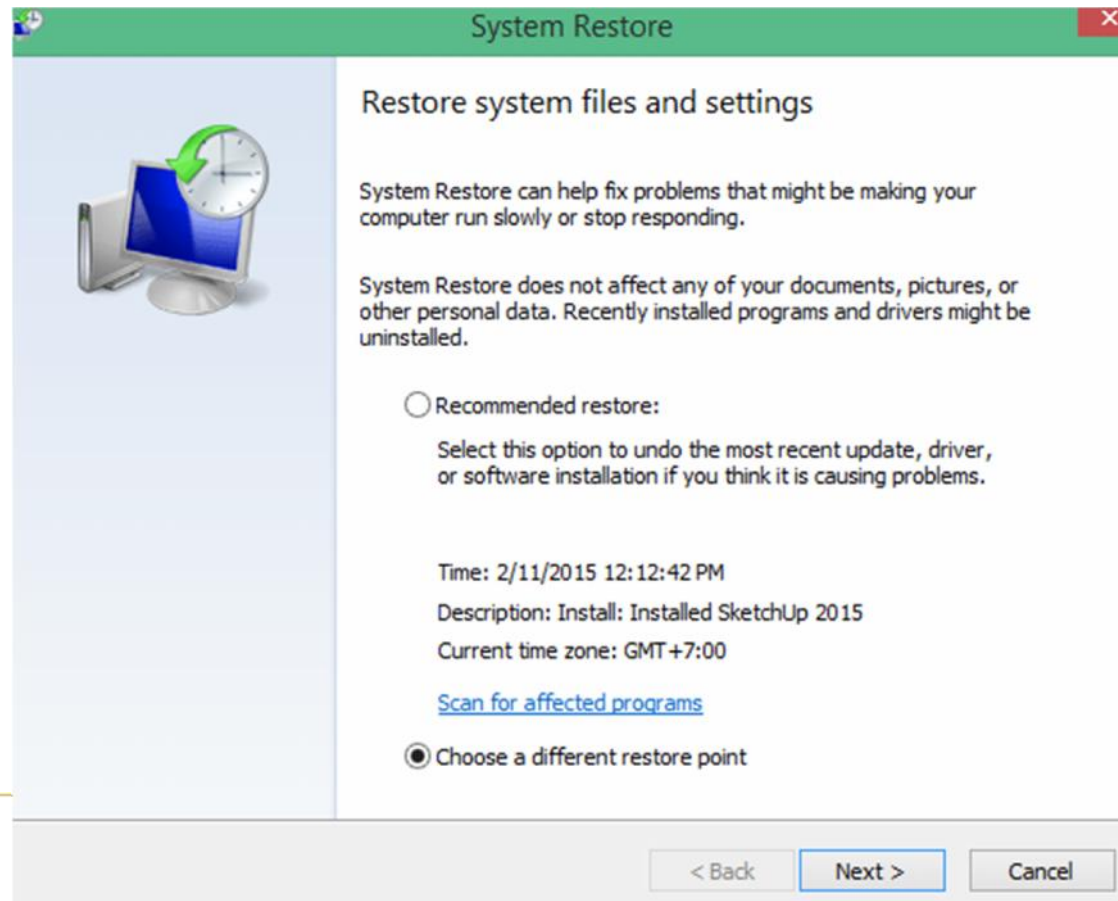 System Restore
Restore system files and settings
System Restore can help fix problems that might be making your
computer run slowly or stop responding.
System Restore does not affect any of your documents, pictures, or
other personal data. Recently installed programs and drivers might be
uninstalled.
Recommended restore:
Select this option to undo the most recent update, driver,
or software installation if you think it is causing problems.
Time: 2/11/2015 12:12:42 PM
Description: Install: Installed SketchUp 2015
Current time zone: GMT+7:00
Scan for affected programs
Choose a different restore point
< Back Next > Cancel